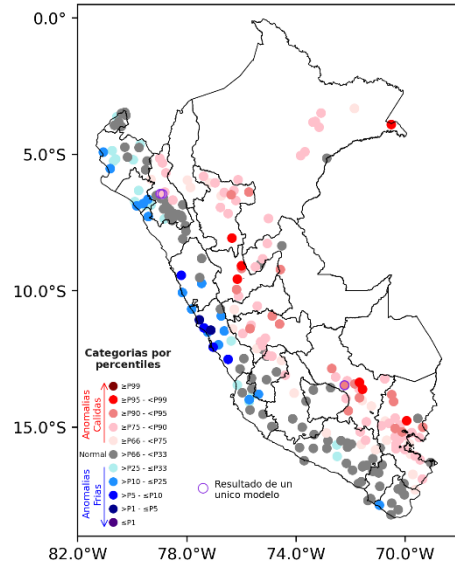 0.0°
5.0°S
10.0°S
15.0°S
82.0°W
78.0°W
74.0°W
70.0°W
Categorias por
percentiles
Anomalias
Calidas
≥P99
≥P95 - <P99
≥P90 - <P95
≥P75 - <P90
≥P66 - <P75
Normal
>P66 - <P33
>P25 - ≤P33
>P10 - ≤P25
>P5 - ≤P10
>P1 - ≤P5
≤P1
Anomalias
Frias
Resultado de un
unico modelo